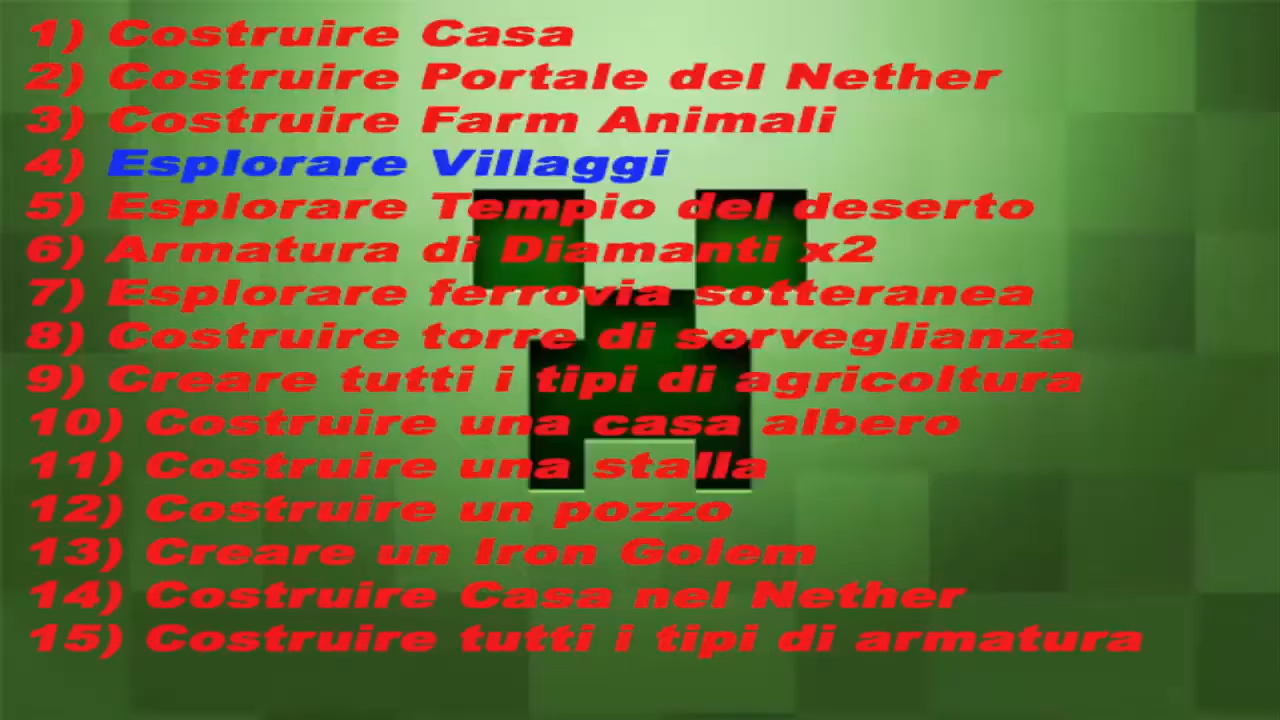 1) Costruire Casa
2) Costruire Portale del Nether
3) Costruire Farm Animali
4) Esplorare Villaggi
5) Esplorare Tempio del deserto
6) Armatura di Diamanti x2
7) Esplorare ferrovia sotteranea
8) Costruire torre di sorveglianza
9) Creare tutti i tipi di agricoltura
10) Costruire una casa albero
11) Costruire una stalla
12) Costruire un pozzo
13) Creare un Iron Golem
14) Costruire Casa nel Nether
15) Costruire tutti i tipi di armatura